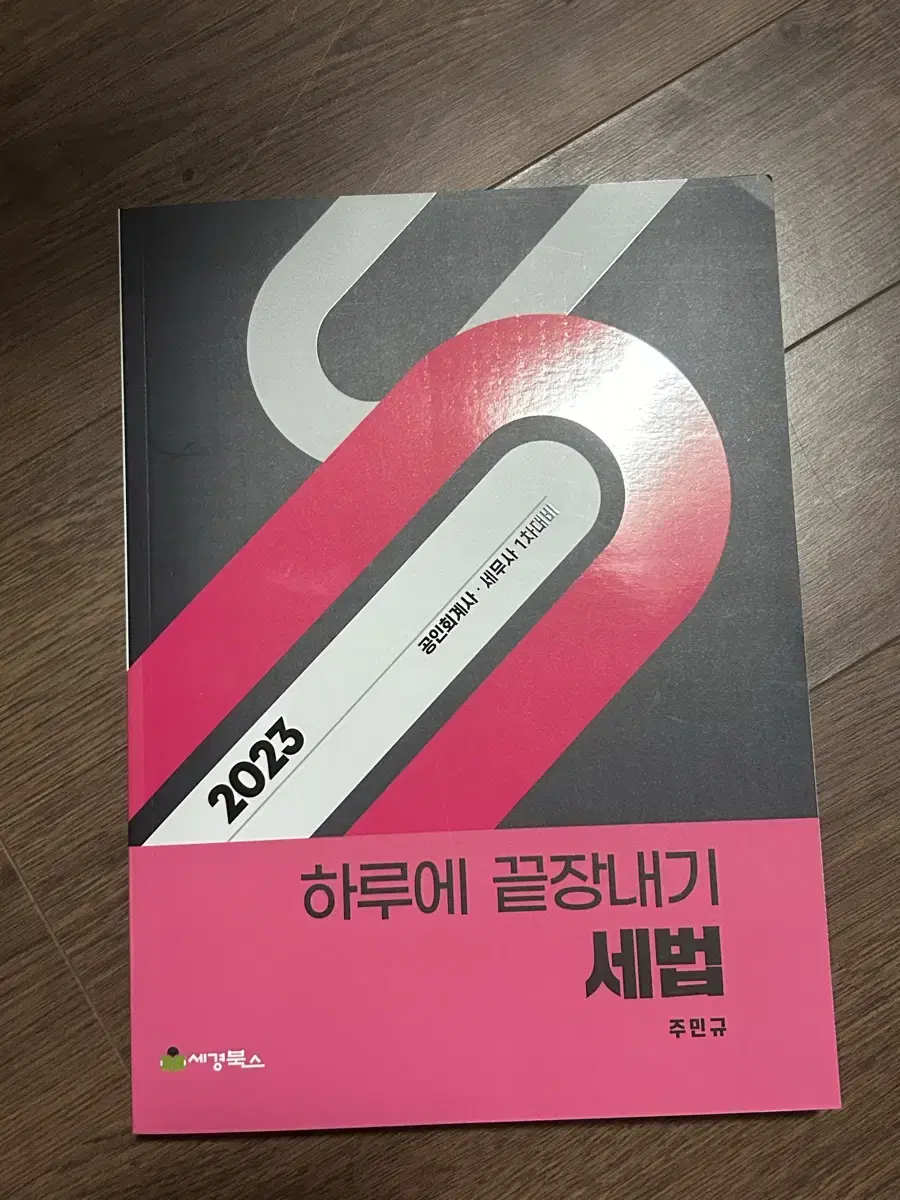 공인회계사 · 세무사 1차대비
2023
하루에 끝장내기
세법
주민규
세경북스